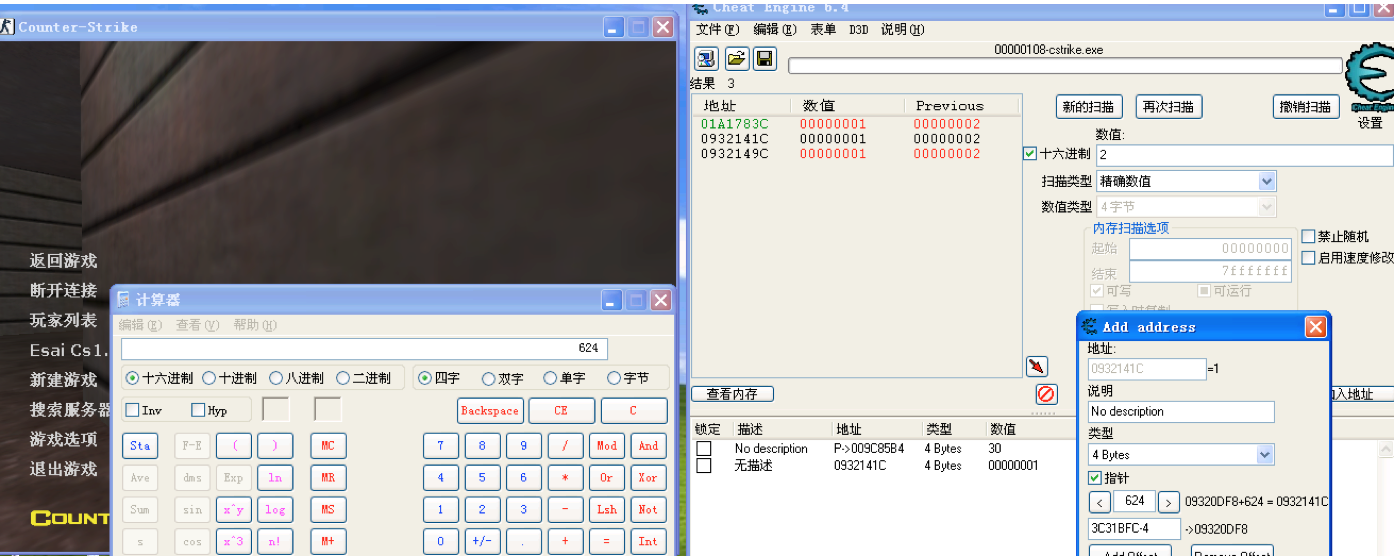 Counter-Strike
返回游戏
断开连接
玩家列表
Esai Cs1.
新建游戏
搜索服务器
游戏选项
退出游戏
COUNT
计算器
编辑(E) 查看(V) 帮助(H)
624
十六进制 十进制 八进制 二进制 四字 双字 单字 字节
Inv Hyp Backspace CE C
Sta F-E ( ) MC 7 8 9 / Mod And
Ave dms Exp ln MR 4 5 6 * Or Xor
Sum sin x^y log MS 1 2 3 - Lsh Not
s cos x^3 n! M+ 0 +/- . + = Int
Cheat Engine 6.4
文件(F) 编辑(E) 表单 D3D 说明(H)
00000108-cstrike.exe
结果 3
地址 数值 Previous
01A1783C 00000001 00000002
0932141C 00000001 00000002
0932149C 00000001 00000002
新的扫描 再次扫描 撤销扫描
Cheat Engin
设置
数值:
十六进制 2
扫描类型 精确数值
数值类型 4字节
内存扫描选项
起始 00000000
结束 7fffffff
可写 可运行
禁止随机
启用速度修改
查看内存
入地址
锁定 描述 地址 类型 数值
No description P->009C85B4 4 Bytes 30
无描述 0932141C 4 Bytes 00000001
Add address
地址:
0932141C =1
说明
No description
类型
4 Bytes
指针
< 624 > 09320DF8+624 = 0932141C
3C31BFC-4 ->09320DF8
Add Offset Remove Offset